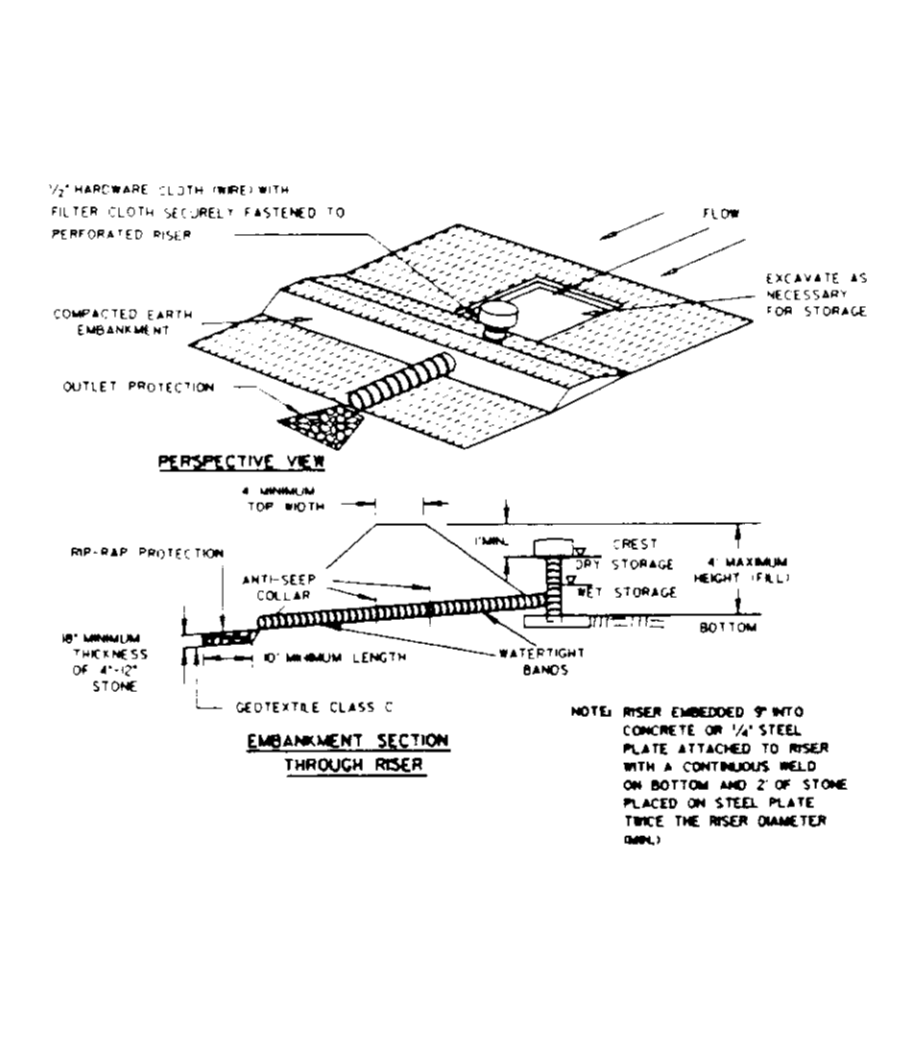 1/2" HARDWARE CLOTH (WIRE) WITH
FILTER CLOTH SECURELY FASTENED TO
PERFORATED RISER
FLOW
EXCAVATE AS
NECESSARY
FOR STORAGE
COMPACTED EARTH
EMBANKMENT
OUTLET PROTECTION
PERSPECTIVE VIEW
4' MINIMUM
TOP WIDTH
RIP-RAP PROTECTION
1'MIN.
CREST
DRY STORAGE
4' MAXIMUM
HEIGHT (FILL)
ANTI-SEEP
COLLAR
WET STORAGE
BOTTOM
18" MINIMUM
THICKNESS
OF 4"-12"
STONE
10' MINIMUM LENGTH
WATERTIGHT
BANDS
GEOTEXTILE CLASS C
EMBANKMENT SECTION
THROUGH RISER
NOTE: RISER EMBEDDED 9" INTO
CONCRETE OR 1/4" STEEL
PLATE ATTACHED TO RISER
WITH A CONTINUOUS WELD
ON BOTTOM AND 2' OF STONE
PLACED ON STEEL PLATE
TWICE THE RISER DIAMETER
(MIN.)